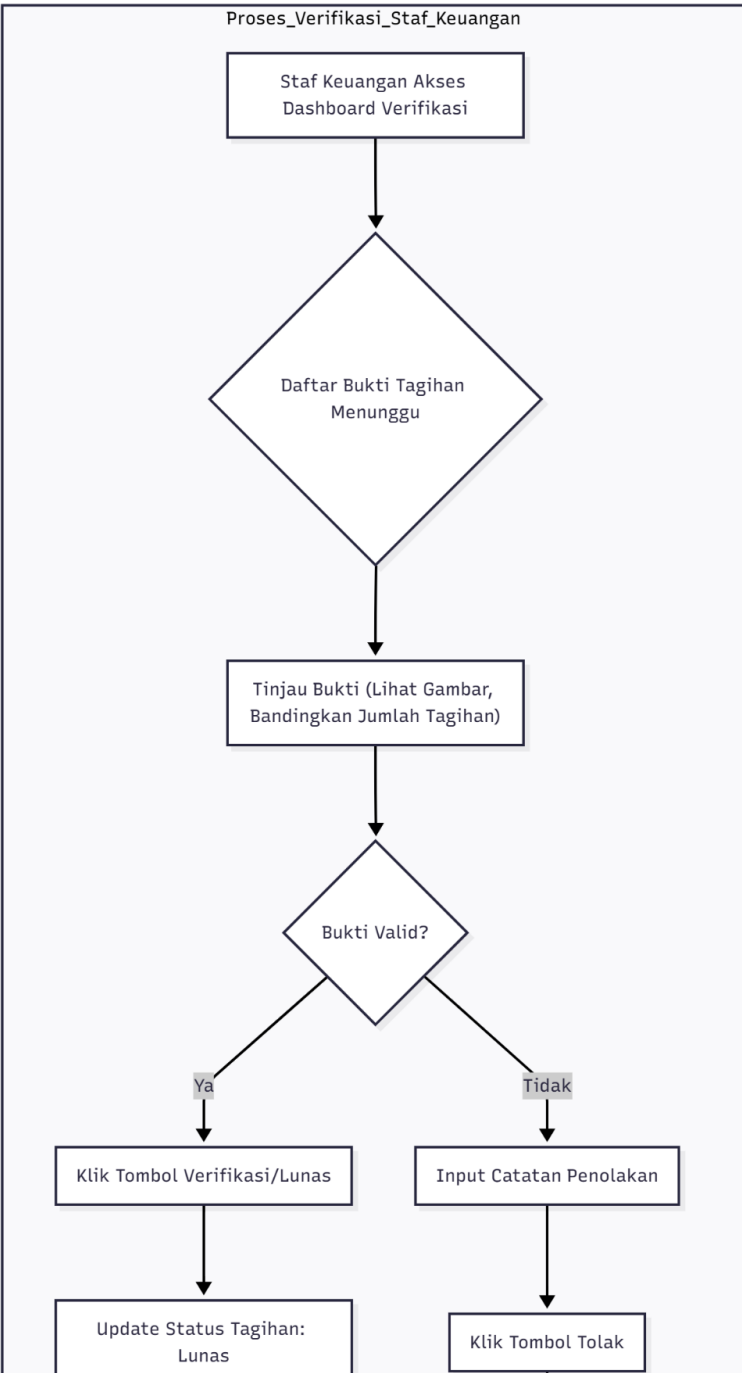 Proses_Verifikasi_Staf_Keuangan
Staf Keuangan Akses
Dashboard Verifikasi
Daftar Bukti Tagihan
Menunggu
Tinjau Bukti (Lihat Gambar,
Bandingkan Jumlah Tagihan)
Bukti Valid?
Ya
Tidak
Klik Tombol Verifikasi/Lunas
Input Catatan Penolakan
Update Status Tagihan:
Lunas
Klik Tombol Tolak